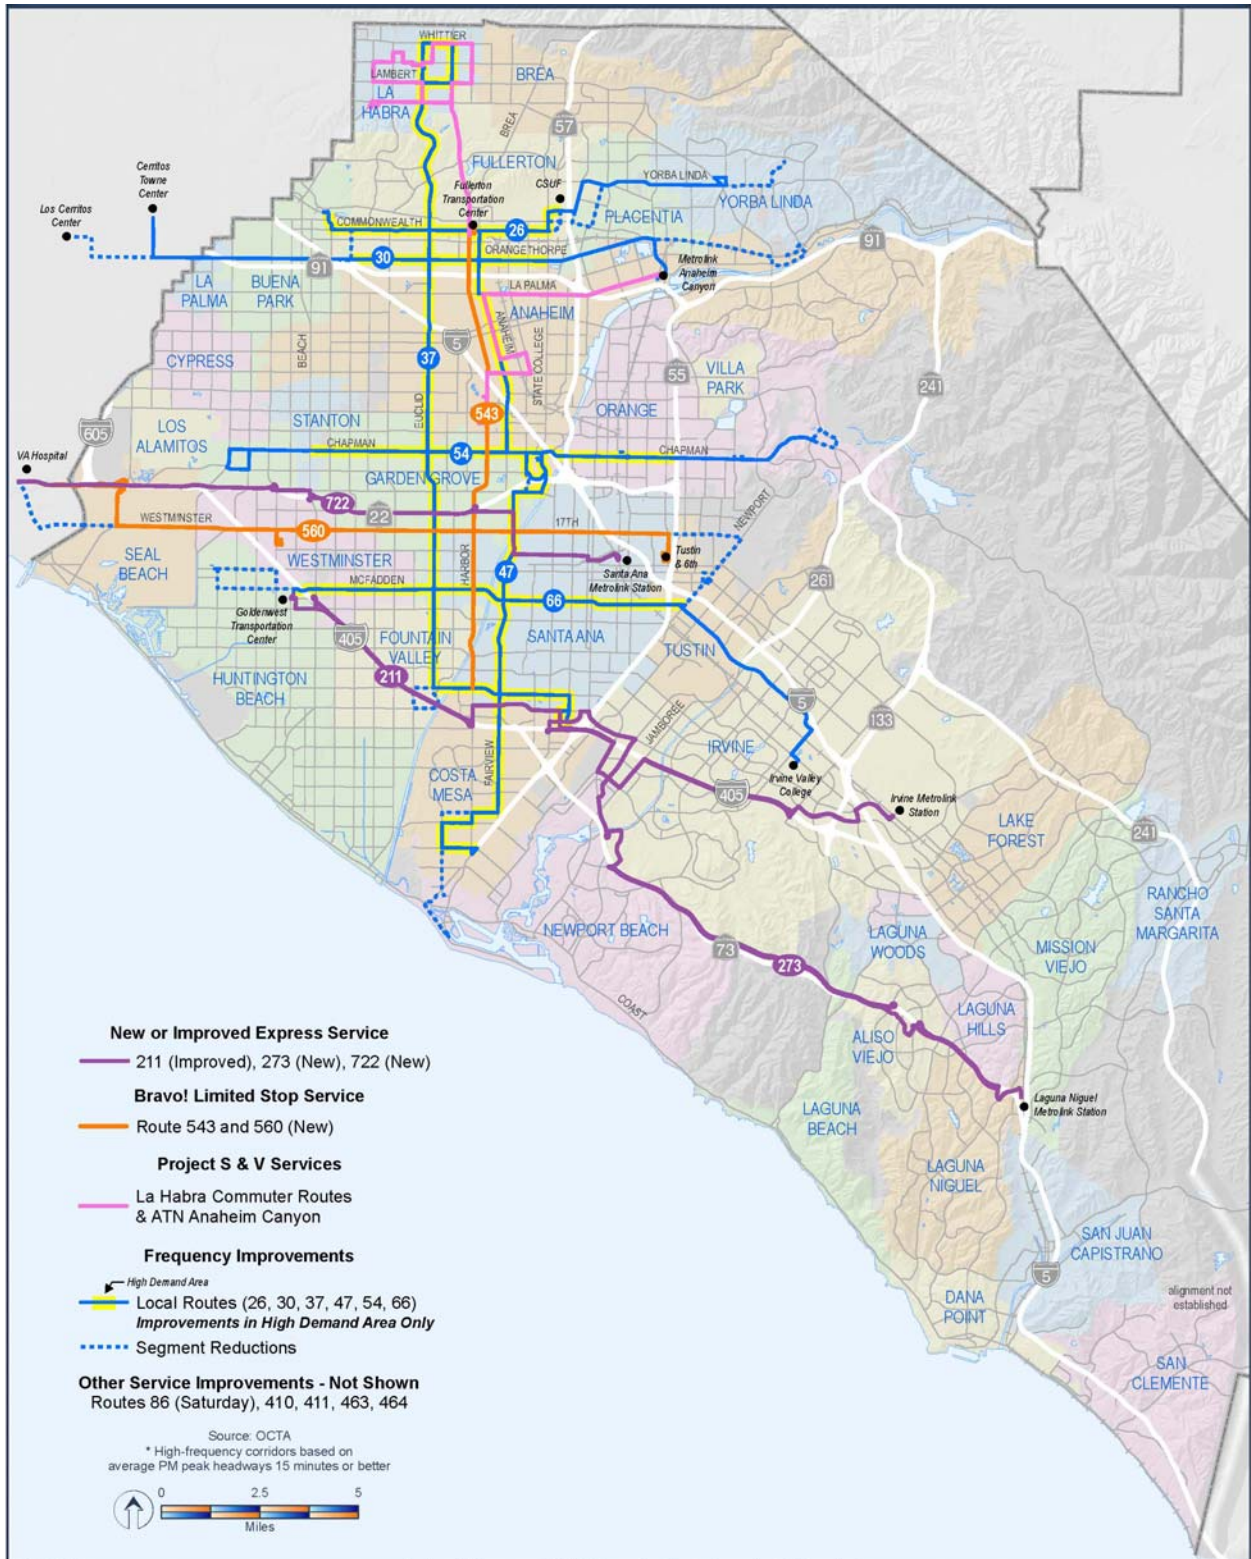 WHITTIER
LAMBERT
LA
HABRA
BREA
BREA
57
FULLERTON
Cerritos
Towne
Center
Los Cerritos
Center
Fullerton
Transportation
Center
CSUF
YORBA LINDA
YORBA LINDA
PLACENTIA
COMMONWEALTH
26
ORANGETHORPE
30
91
91
Metrolink
Anaheim
Canyon
LA
PALMA
BUENA
PARK
LA PALMA
ANAHEIM
ANAHEIM
STATE COLLEGE
5
37
CYPRESS
BEACH
EUCLID
55
VILLA
PARK
241
543
ORANGE
STANTON
LOS
ALAMITOS
605
CHAPMAN
54
CHAPMAN
VA Hospital
GARDEN GROVE
722
22
WESTMINSTER
560
17TH
NEWPORT
SEAL
BEACH
WESTMINSTER
HARBOR
47
Santa Ana
Metrolink Station
Tustin
& 6th
261
MCFADDEN
66
Goldenwest
Transportation
Center
405
FOUNTAIN
VALLEY
SANTA ANA
TUSTIN
211
HUNTINGTON
BEACH
5
133
JAMBOREE
IRVINE
FAIRVIEW
COSTA
MESA
Irvine Valley
College
405
Irvine Metrolink
Station
LAKE
FOREST
241
RANCHO
SANTA
MARGARITA
NEWPORT BEACH
73
273
LAGUNA
WOODS
MISSION
VIEJO
COAST
LAGUNA
HILLS
ALISO
VIEJO
LAGUNA
BEACH
Laguna Niguel
Metrolink Station
LAGUNA
NIGUEL
SAN JUAN
CAPISTRANO
5
alignment not
established
DANA
POINT
SAN
CLEMENTE
New or Improved Express Service
211 (Improved), 273 (New), 722 (New)
Bravo! Limited Stop Service
Route 543 and 560 (New)
Project S & V Services
La Habra Commuter Routes
& ATN Anaheim Canyon
Frequency Improvements
High Demand Area
Local Routes (26, 30, 37, 47, 54, 66)
Improvements in High Demand Area Only
Segment Reductions
Other Service Improvements - Not Shown
Routes 86 (Saturday), 410, 411, 463, 464
Source: OCTA
* High-frequency corridors based on
average PM peak headways 15 minutes or better
0 2.5 5
Miles